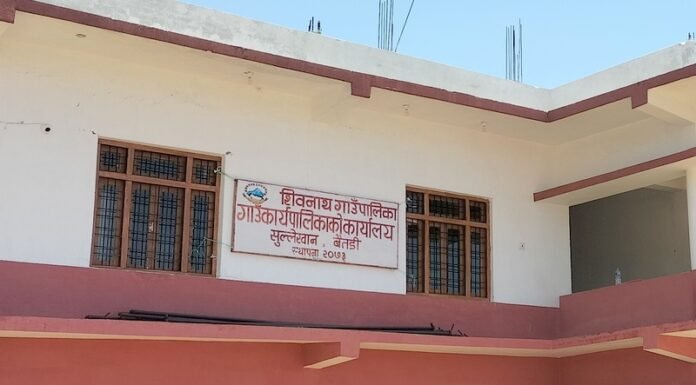 शिवनाथ गाउँपालिका
गाउँकार्यपालिकाकोकार्यालय
सुल्लेखान, बैतडी
स्थापना २०७३